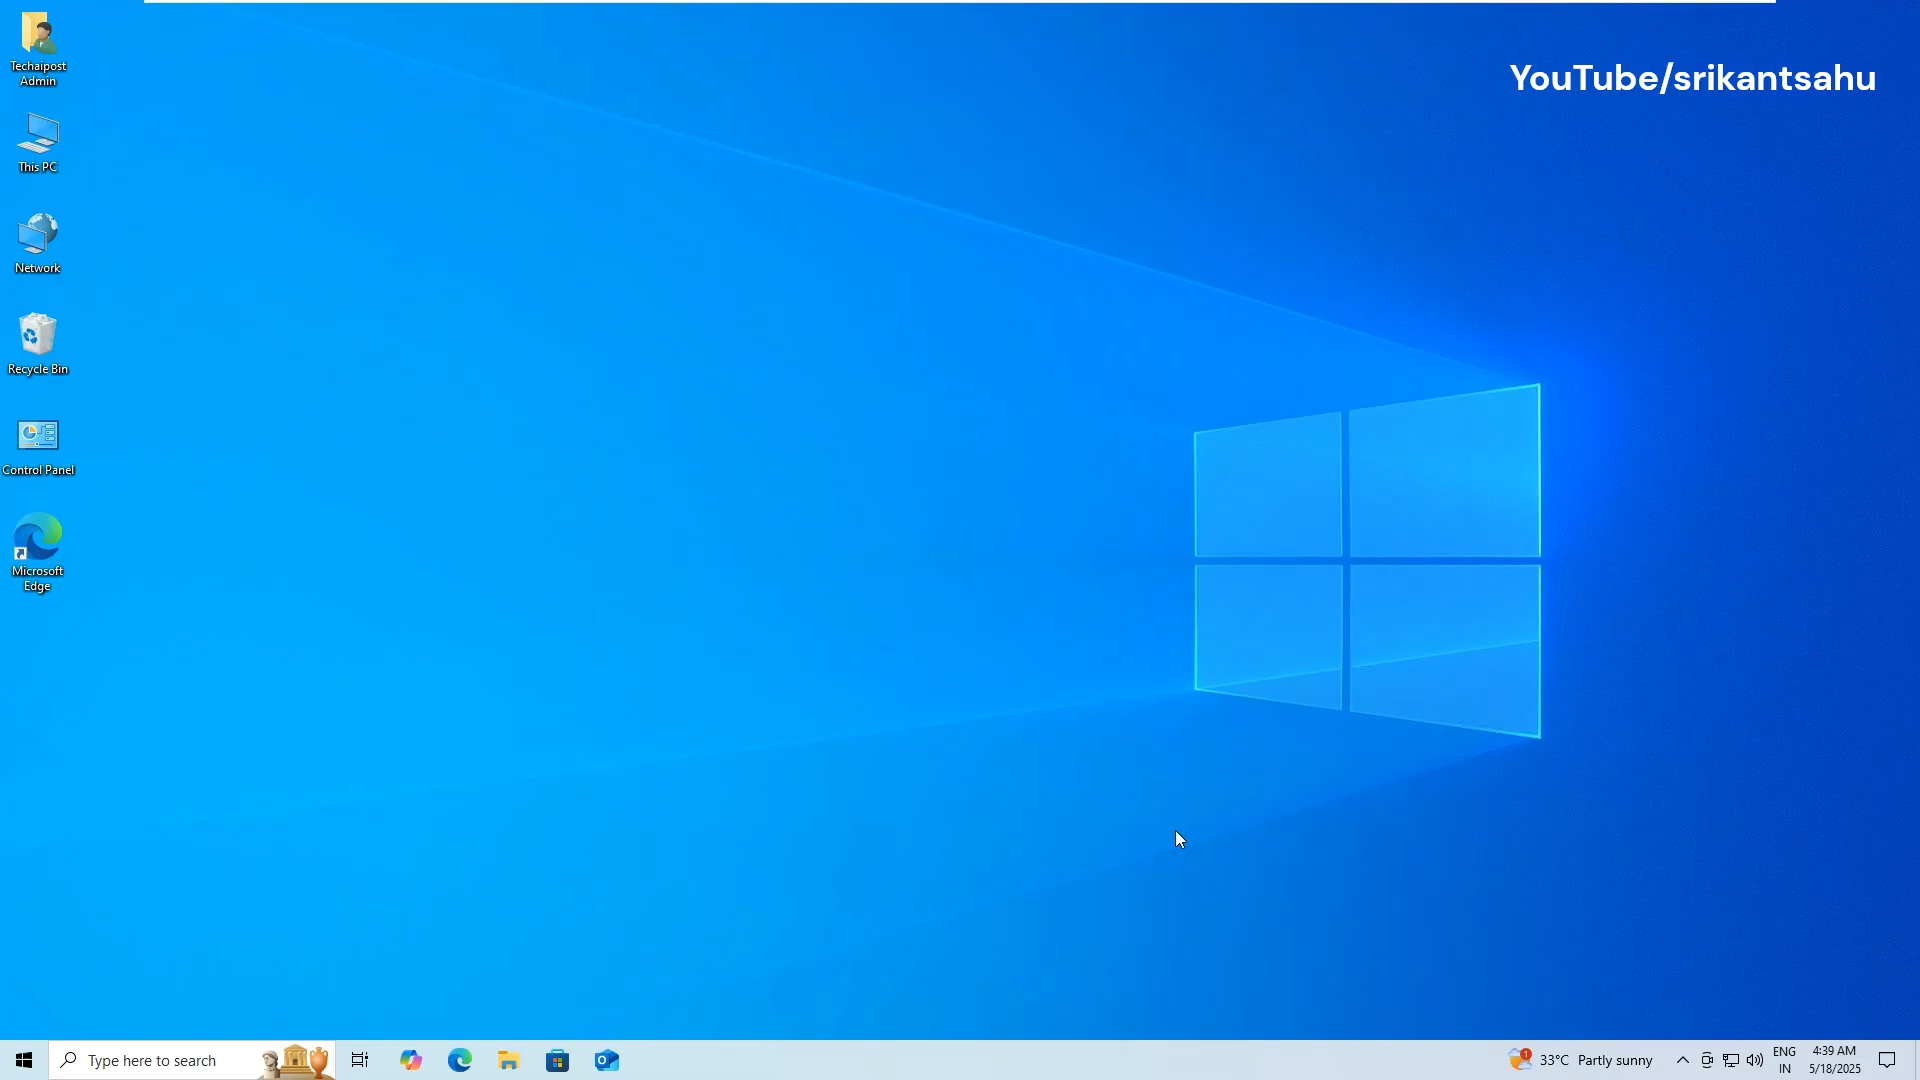 YouTube/srikantsahu
Techaipost
Admin
This PC
Network
Recycle Bin
Control Panel
Microsoft
Edge
Type here to search
1
33°C Partly sunny
ENG
IN
4:39 AM
5/18/2025